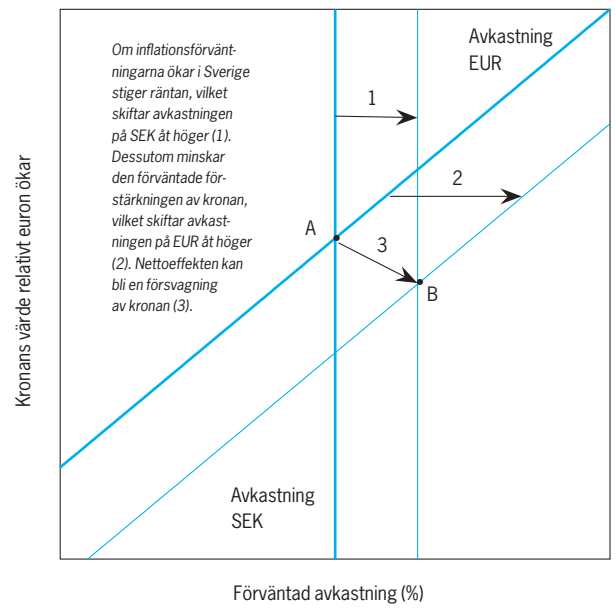 Kronans värde relativt euron ökar
Om inflationsförvänt-
ningarna ökar i Sverige
stiger räntan, vilket
skiftar avkastningen
på SEK åt höger (1).
Dessutom minskar
den förväntade för-
stärkningen av kronan,
vilket skiftar avkast-
ningen på EUR åt höger
(2). Nettoeffekten kan
bli en försvagning
av kronan (3).
Avkastning
EUR
1
2
A
3
B
Avkastning
SEK
Förväntad avkastning (%)